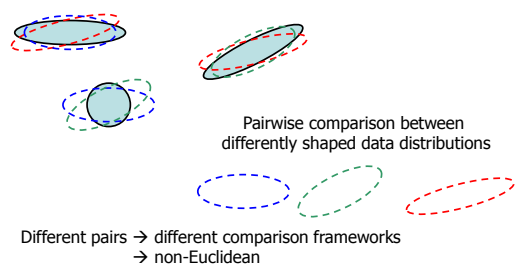 Pairwise comparison between
differently shaped data distributions
Different pairs → different comparison frameworks
→ non-Euclidean